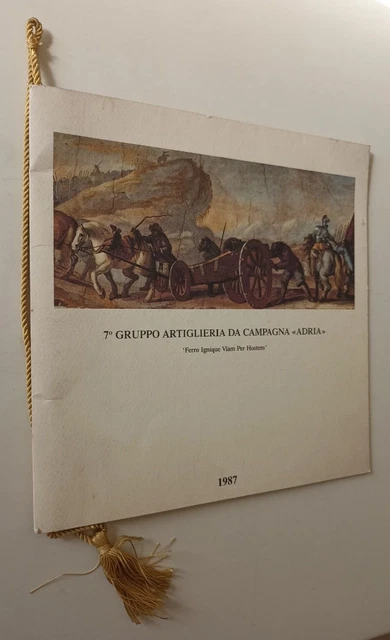 7º GRUPPO ARTIGLIERIA DA CAMPAGNA «ADRIA»
"Ferro Ignique Viam Per Hostem"
1987